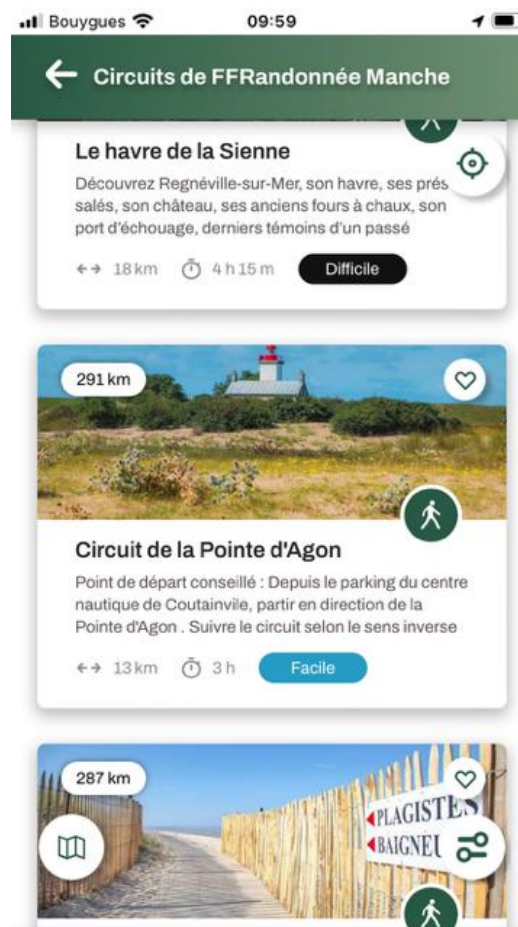 Bouygues 09:59
Circuits de FFRandonnée Manche
Le havre de la Sienne
Découvrez Regnéville-sur-Mer, son havre, ses prés
salés, son château, ses anciens fours à chaux, son
port d'échouage, derniers témoins d'un passé
18 km 4 h 15 m Difficile
291 km
Circuit de la Pointe d'Agon
Point de départ conseillé : Depuis le parking du centre
nautique de Coutainvile, partir en direction de la
Pointe d'Agon . Suivre le circuit selon le sens inverse
13 km 3 h Facile
287 km
PLAGISTES
BAIGNEU